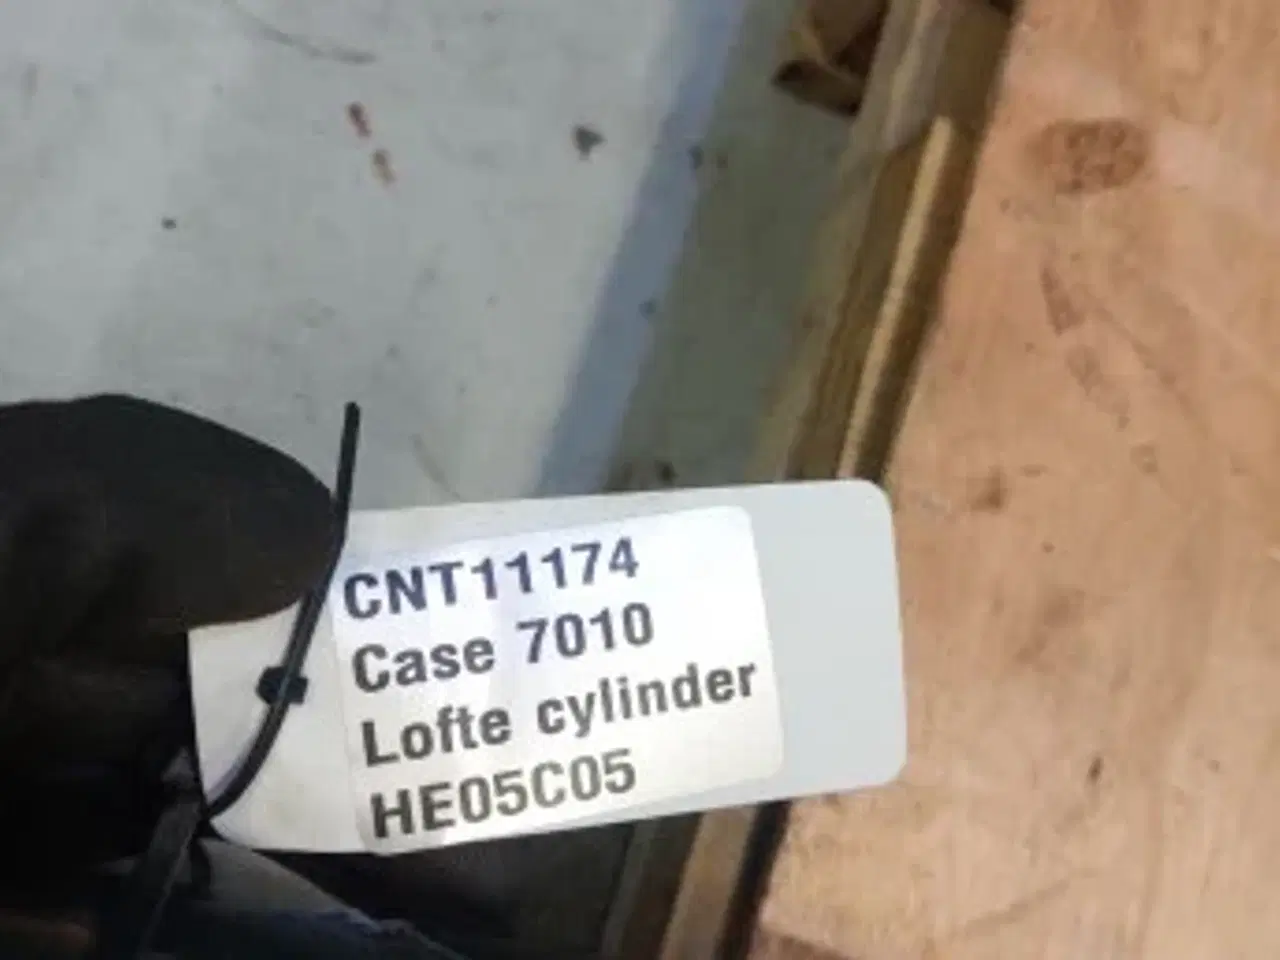 CNT11174
Case 7010
Lofte cylinder
HE05C05